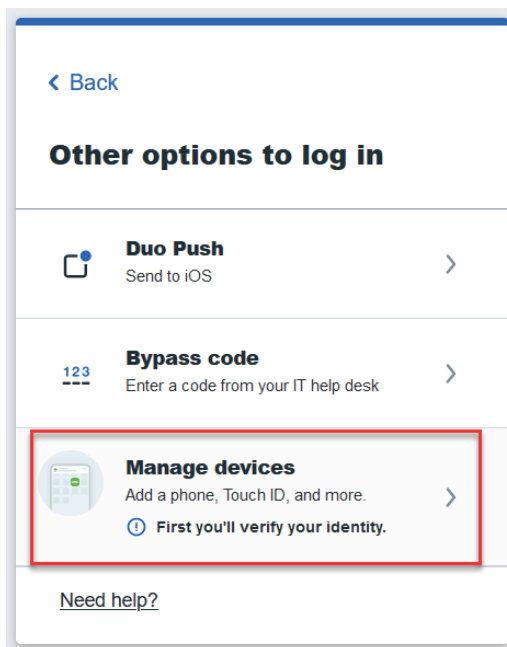 Back
Other options to log in
Duo Push
Send to iOS
123
Bypass code
Enter a code from your IT help desk
Manage devices
Add a phone, Touch ID, and more.
First you'll verify your identity.
Need help?